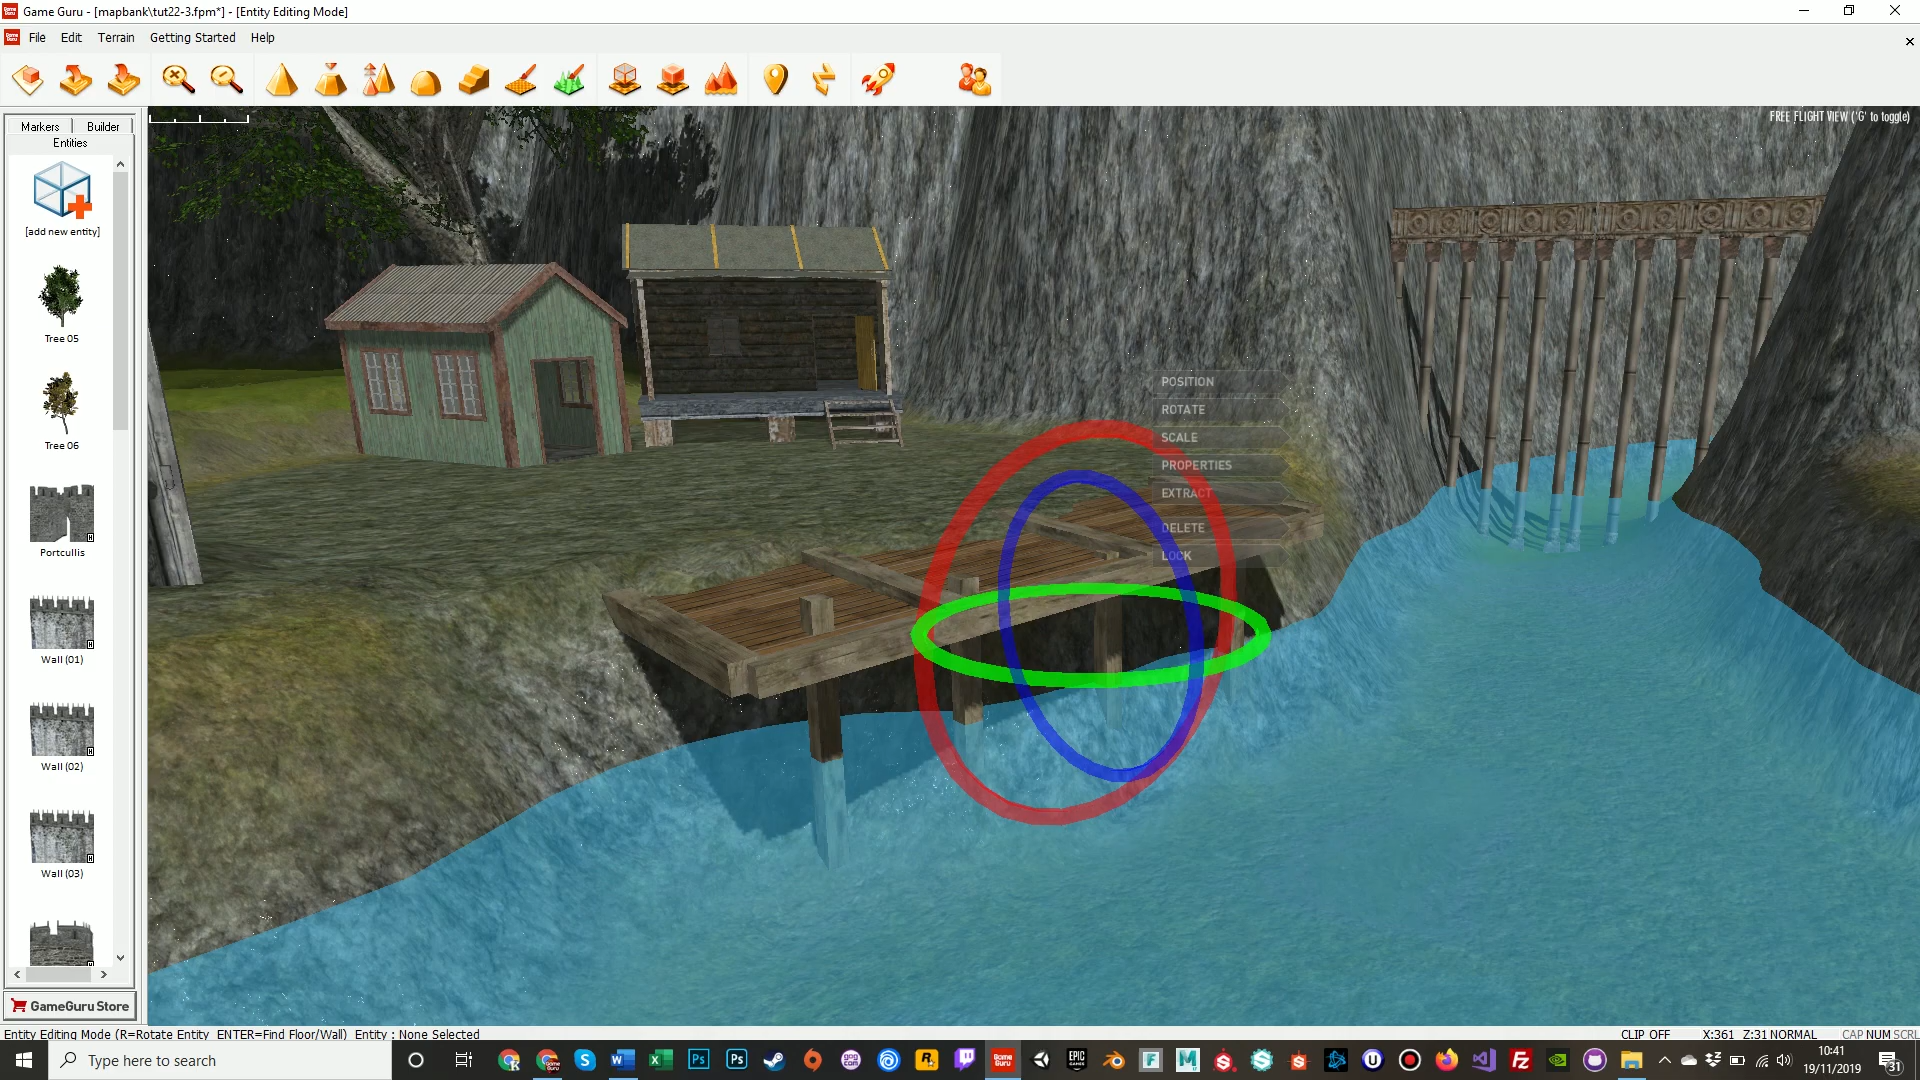 Game Guru - [mapbank\tut22-3.fpm*] - [Entity Editing Mode]
File Edit Terrain Getting Started Help
FREE FLIGHT VIEW ('G' to toggle)
Markers Builder
Entities
[add new entity]
Tree 05
Tree 06
Portcullis
Wall (01)
Wall (02)
Wall (03)
POSITION
ROTATE
SCALE
PROPERTIES
EXTRACT
DELETE
LOCK
GameGuru Store
Entity Editing Mode (R=Rotate Entity ENTER=Find Floor/Wall) Entity : None Selected
CLIP OFF X:361 Z:31 NORMAL CAP NUM SCRL
Type here to search
10:41
19/11/2019
31